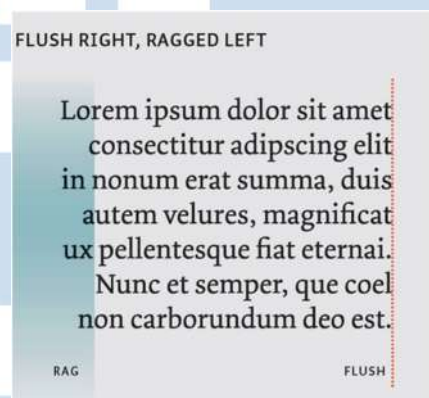 FLUSH RIGHT, RAGGED LEFT
Lorem ipsum dolor sit amet
consectitur adipscing elit
in nonum erat summa, duis
autem velures, magnificat
ux pellentesque fiat eternai.
Nunc et semper, que coel
non carborundum deo est.
RAG FLUSH